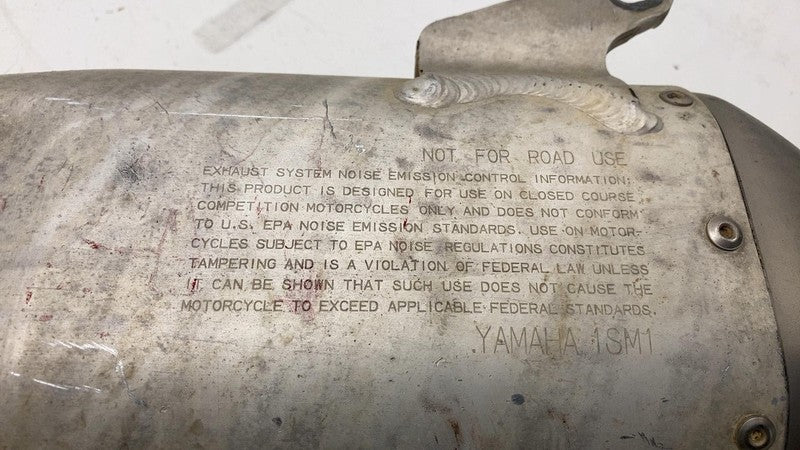 NOT FOR ROAD USE
EXHAUST SYSTEM NOISE EMISSION CONTROL INFORMATION:
THIS PRODUCT IS DESIGNED FOR USE ON CLOSED COURSE
COMPETITION MOTORCYCLES ONLY AND DOES NOT CONFORM
TO U.S. EPA NOISE EMISSION STANDARDS. USE ON MOTOR-
CYCLES SUBJECT TO EPA NOISE REGULATIONS CONSTITUTES
TAMPERING AND IS A VIOLATION OF FEDERAL LAW UNLESS
IT CAN BE SHOWN THAT SUCH USE DOES NOT CAUSE THE
MOTORCYCLE TO EXCEED APPLICABLE FEDERAL STANDARDS.
YAMAHA 1SM1